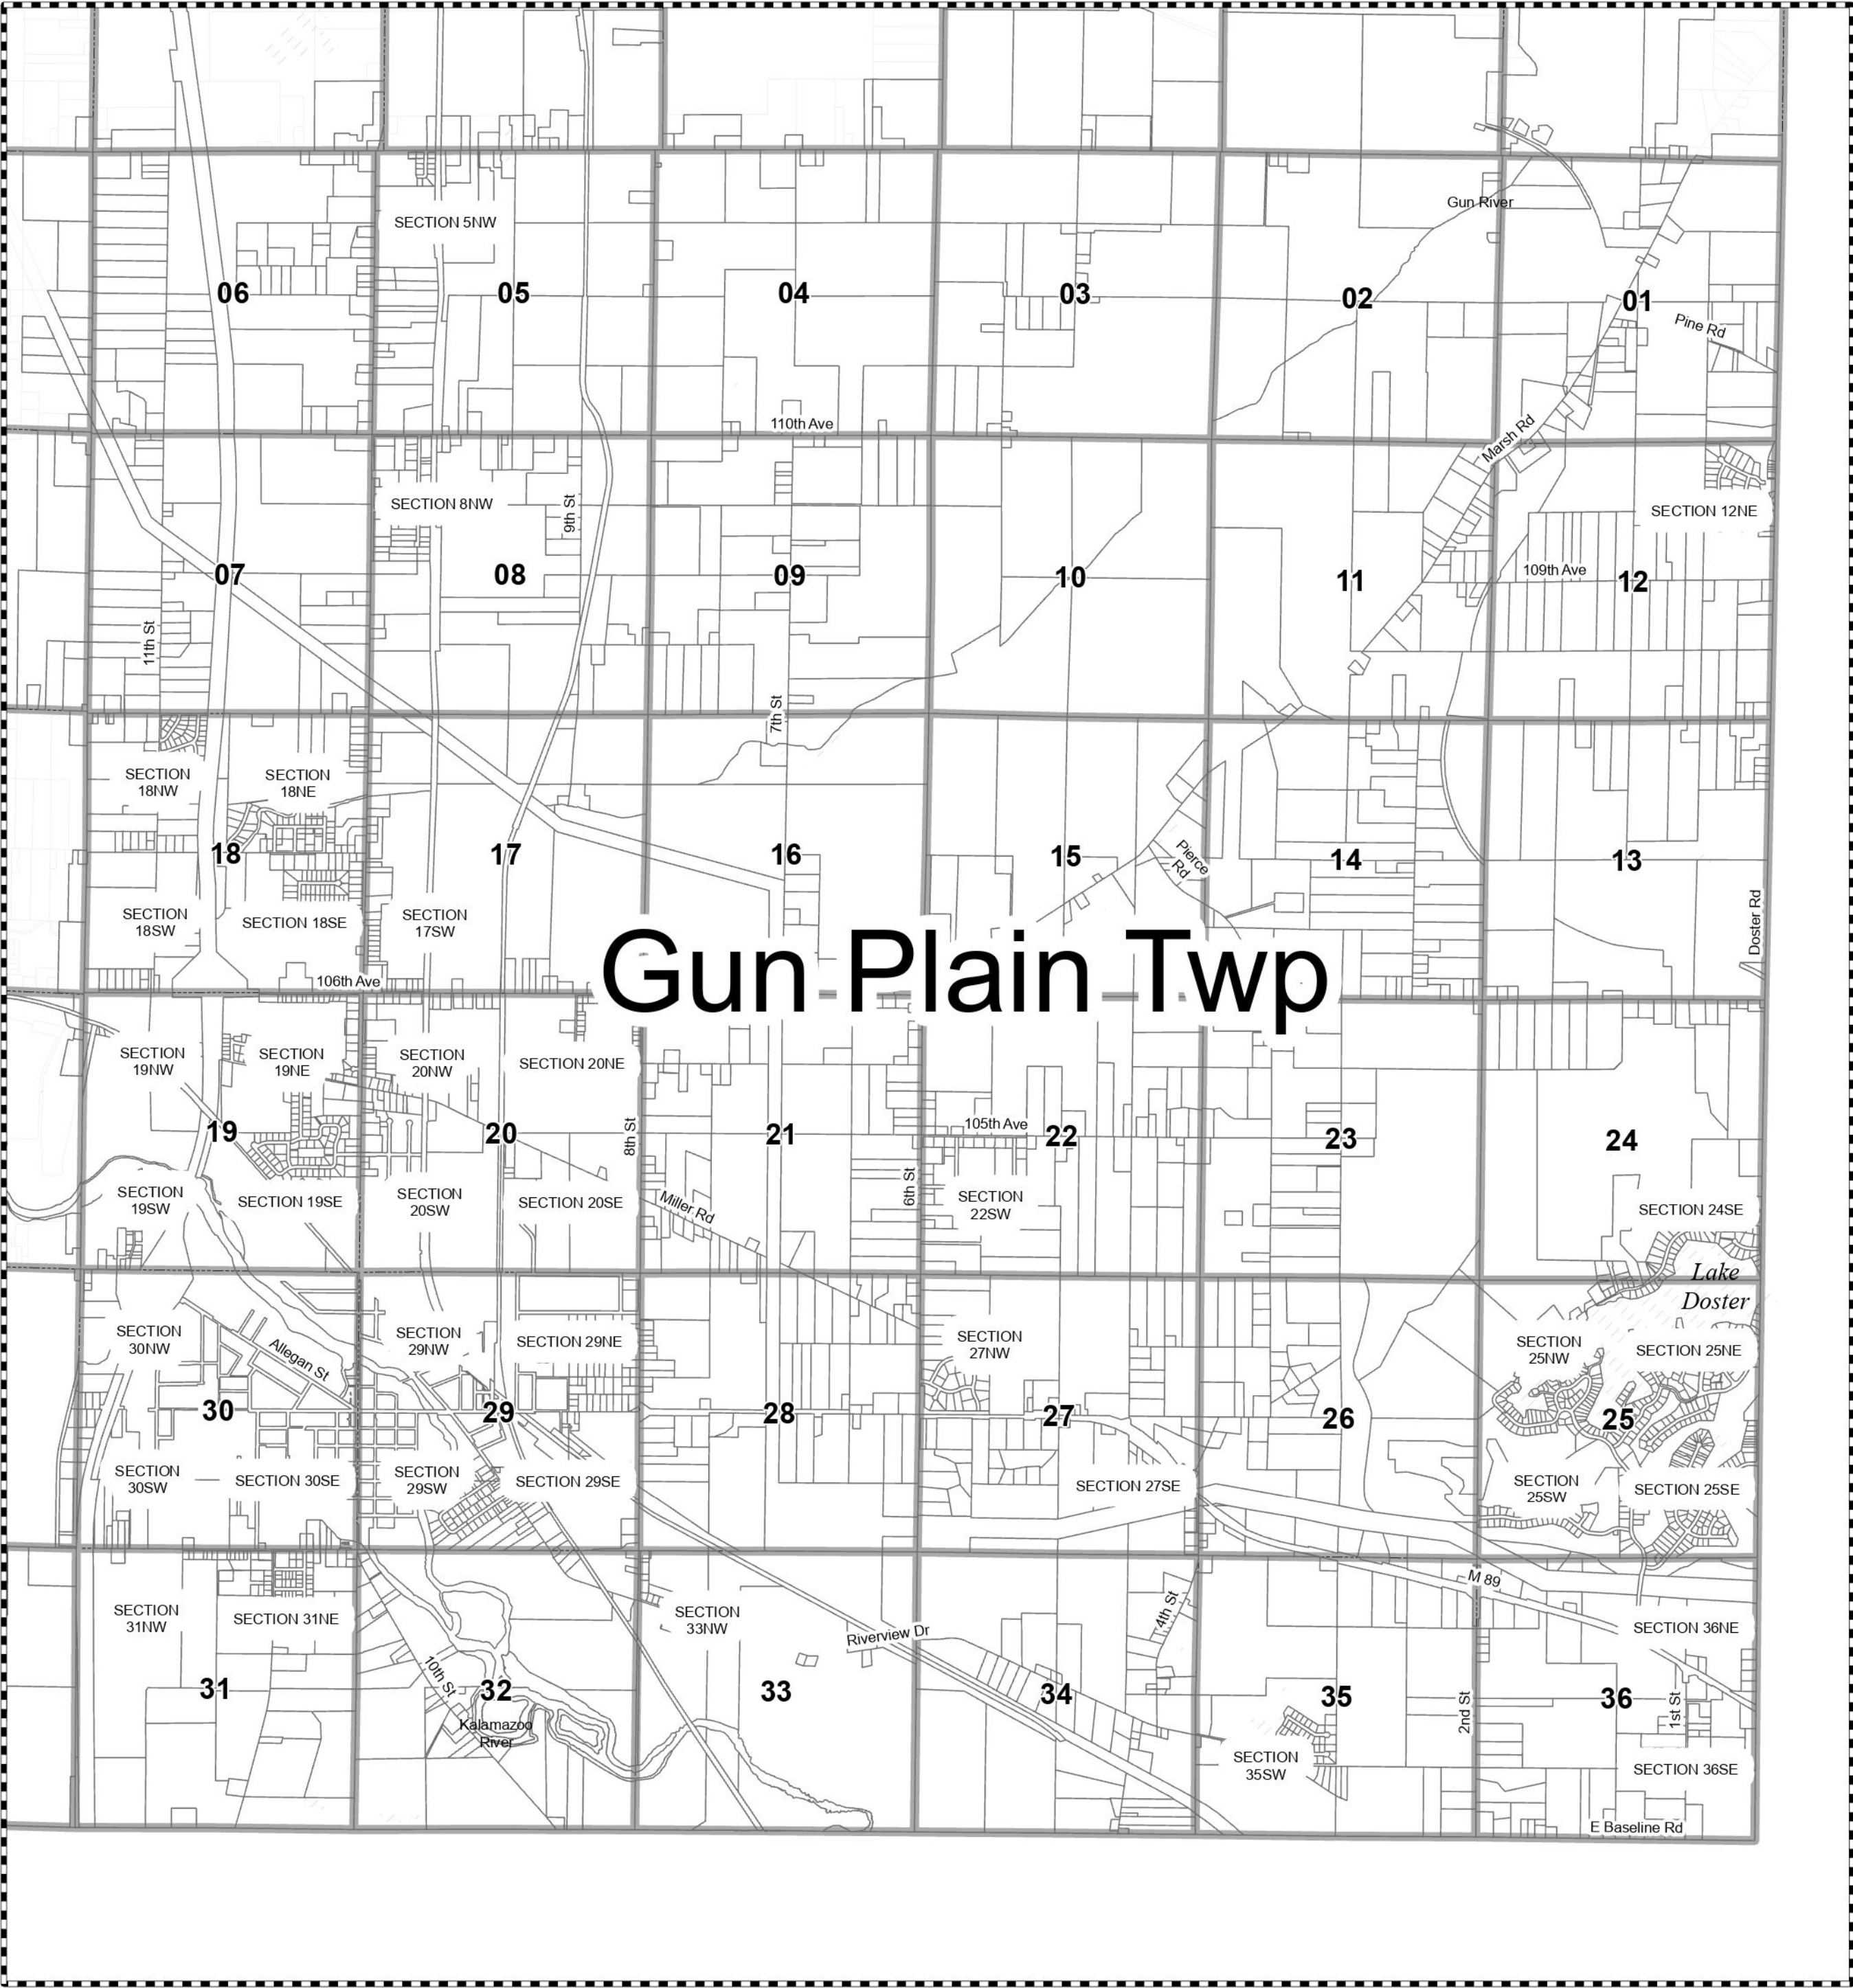 Gun River
SECTION 5NW
06
05
04
03
02
01
Pine Rd
110th Ave
Marsh Rd
SECTION 8NW
9th St
SECTION 12NE
07
08
09
10
11
109th Ave
12
11th St
7th St
SECTION
18NW
SECTION
18NE
18
17
16
15
Pierce
Rd
14
13
SECTION
18SW
SECTION 18SE
SECTION
17SW
Doster Rd
Gun Plain Twp
106th Ave
SECTION
19NW
SECTION
19NE
SECTION
20NW
SECTION 20NE
19
20
8th St
21
105th Ave
22
23
24
SECTION
19SW
SECTION 19SE
SECTION
20SW
SECTION 20SE
Miller Rd
6th St
SECTION
22SW
SECTION 24SE
Lake
Doster
SECTION
30NW
Allegan St
SECTION
29NW
SECTION 29NE
SECTION
27NW
SECTION
25NW
SECTION 25NE
30
29
28
27
26
25
SECTION
30SW
SECTION 30SE
SECTION
29SW
SECTION 29SE
SECTION 27SE
SECTION
25SW
SECTION 25SE
M 89
SECTION
31NW
SECTION 31NE
SECTION
33NW
Riverview Dr
4th St
SECTION 36NE
31
10th St
32
33
34
35
2nd St
36
1st St
Kalamazoo
River
SECTION
35SW
SECTION 36SE
E Baseline Rd